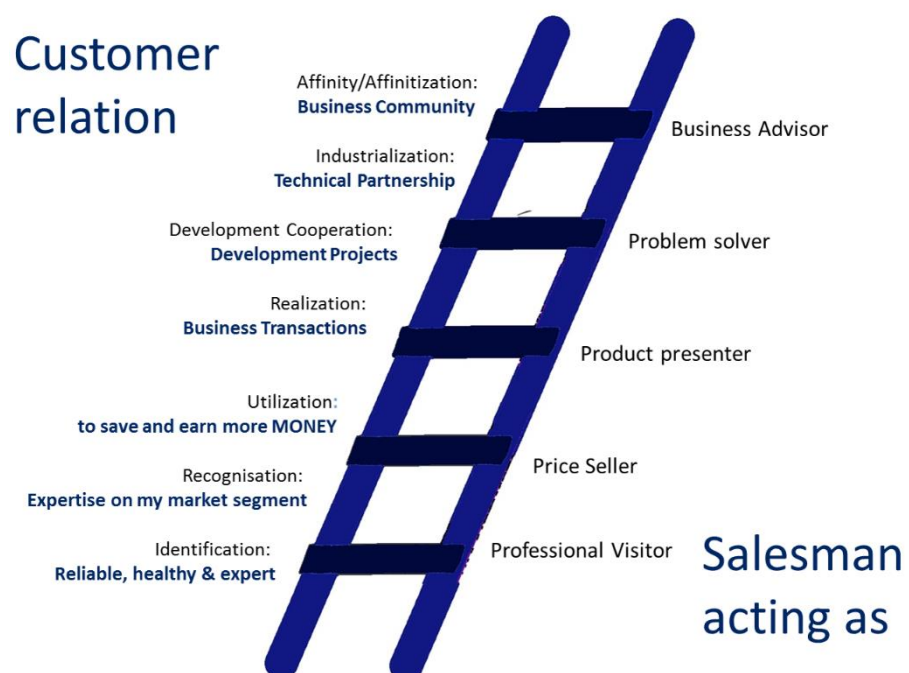 Customer
relation
Affinity/Affinitization:
Business Community
Business Advisor
Industrialization:
Technical Partnership
Development Cooperation:
Development Projects
Problem solver
Realization:
Business Transactions
Product presenter
Utilization:
to save and earn more MONEY
Price Seller
Recognisation:
Expertise on my market segment
Identification:
Reliable, healthy & expert
Professional Visitor
Salesman
acting as